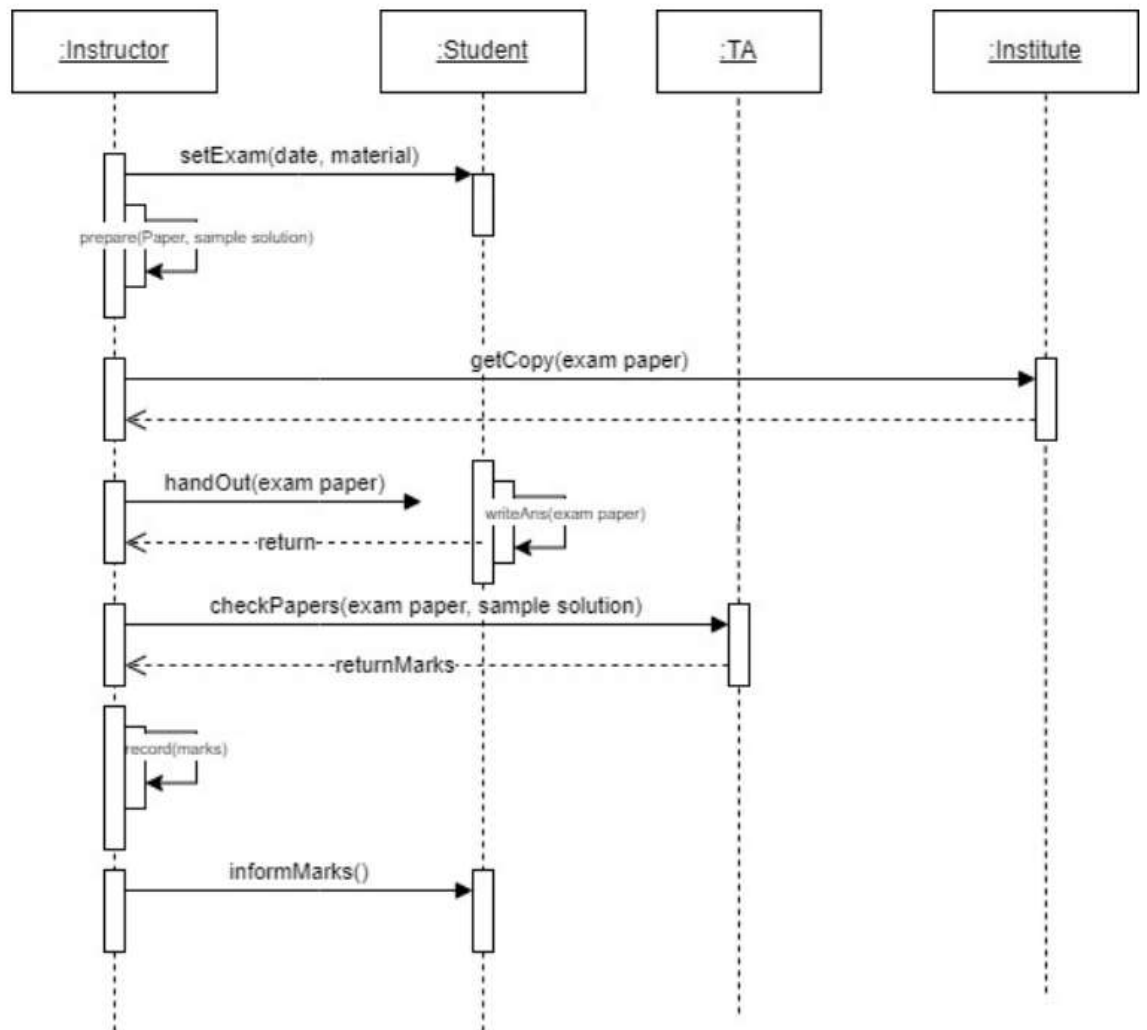 :Instructor
:Student
:TA
:Institute
setExam(date, material)
prepare(Paper, sample solution)
getCopy(exam paper)
handOut(exam paper)
writeAns(exam paper)
return
checkPapers(exam paper, sample solution)
returnMarks
record(marks)
informMarks()